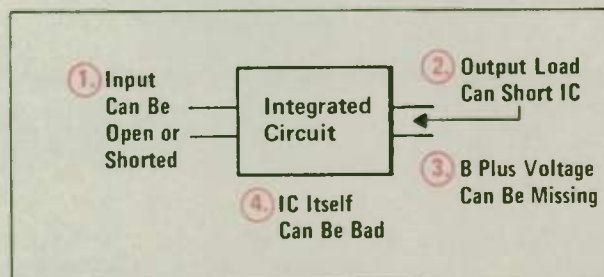 1. Input
Can Be
Open or
Shorted
Integrated
Circuit
2. Output Load
Can Short IC
3. B Plus Voltage
Can Be Missing
4. IC Itself
Can Be Bad